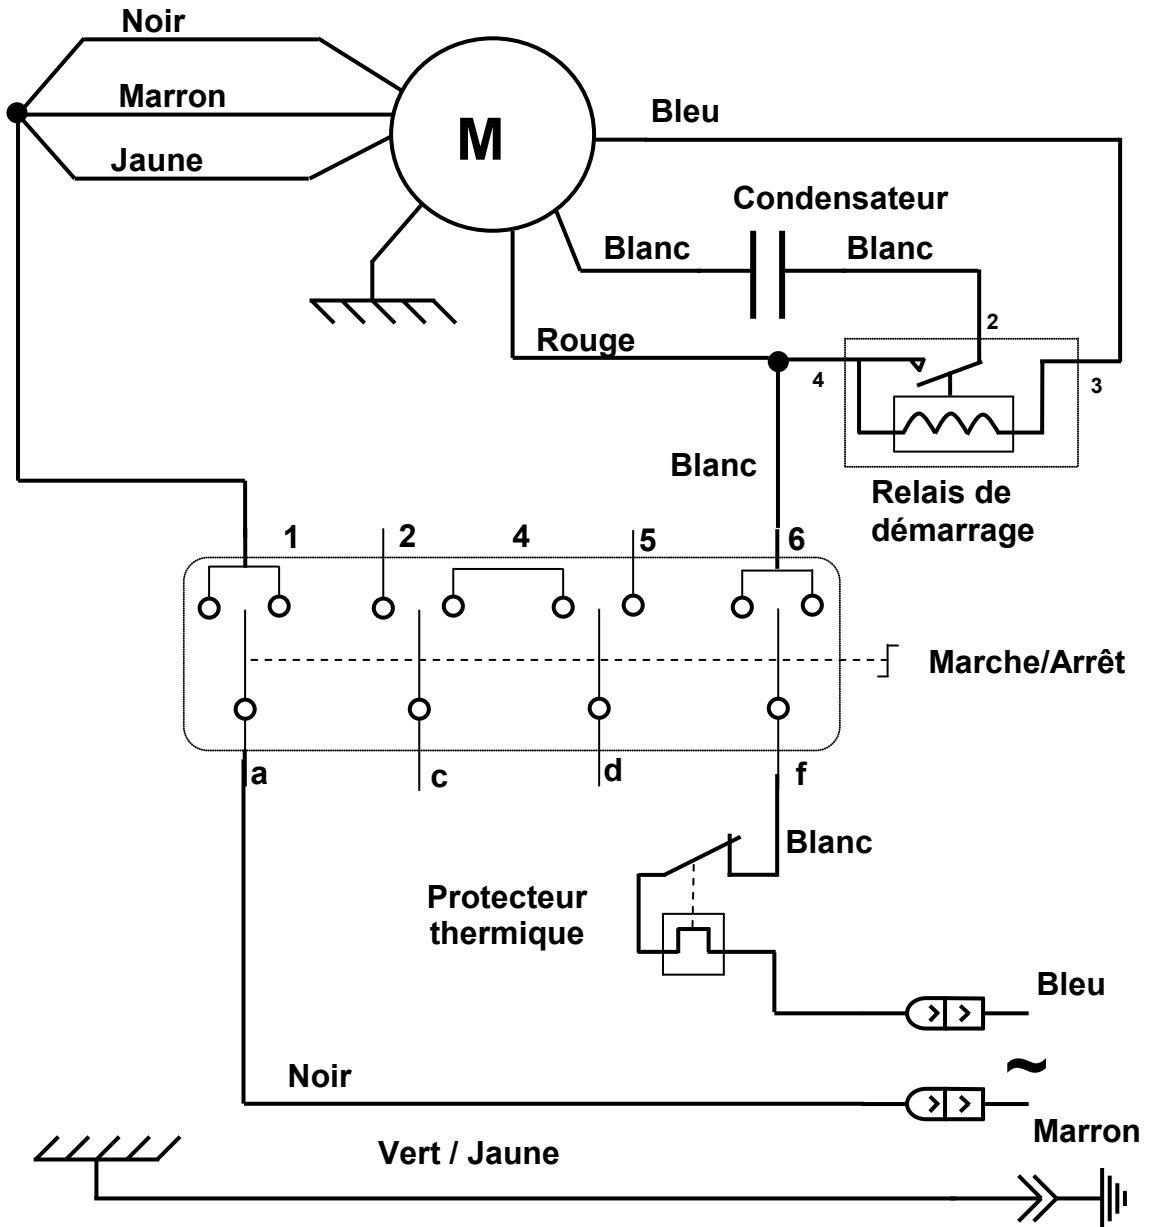 Noir
Marron
Jaune
M
Bleu
Condensateur
Blanc
Blanc
2
Rouge
4
3
Blanc
Relais de
démarrage
1
2
4
5
6
Marche/Arrêt
a
c
d
f
Blanc
Protecteur
thermique
Bleu
~
Noir
Marron
Vert / Jaune